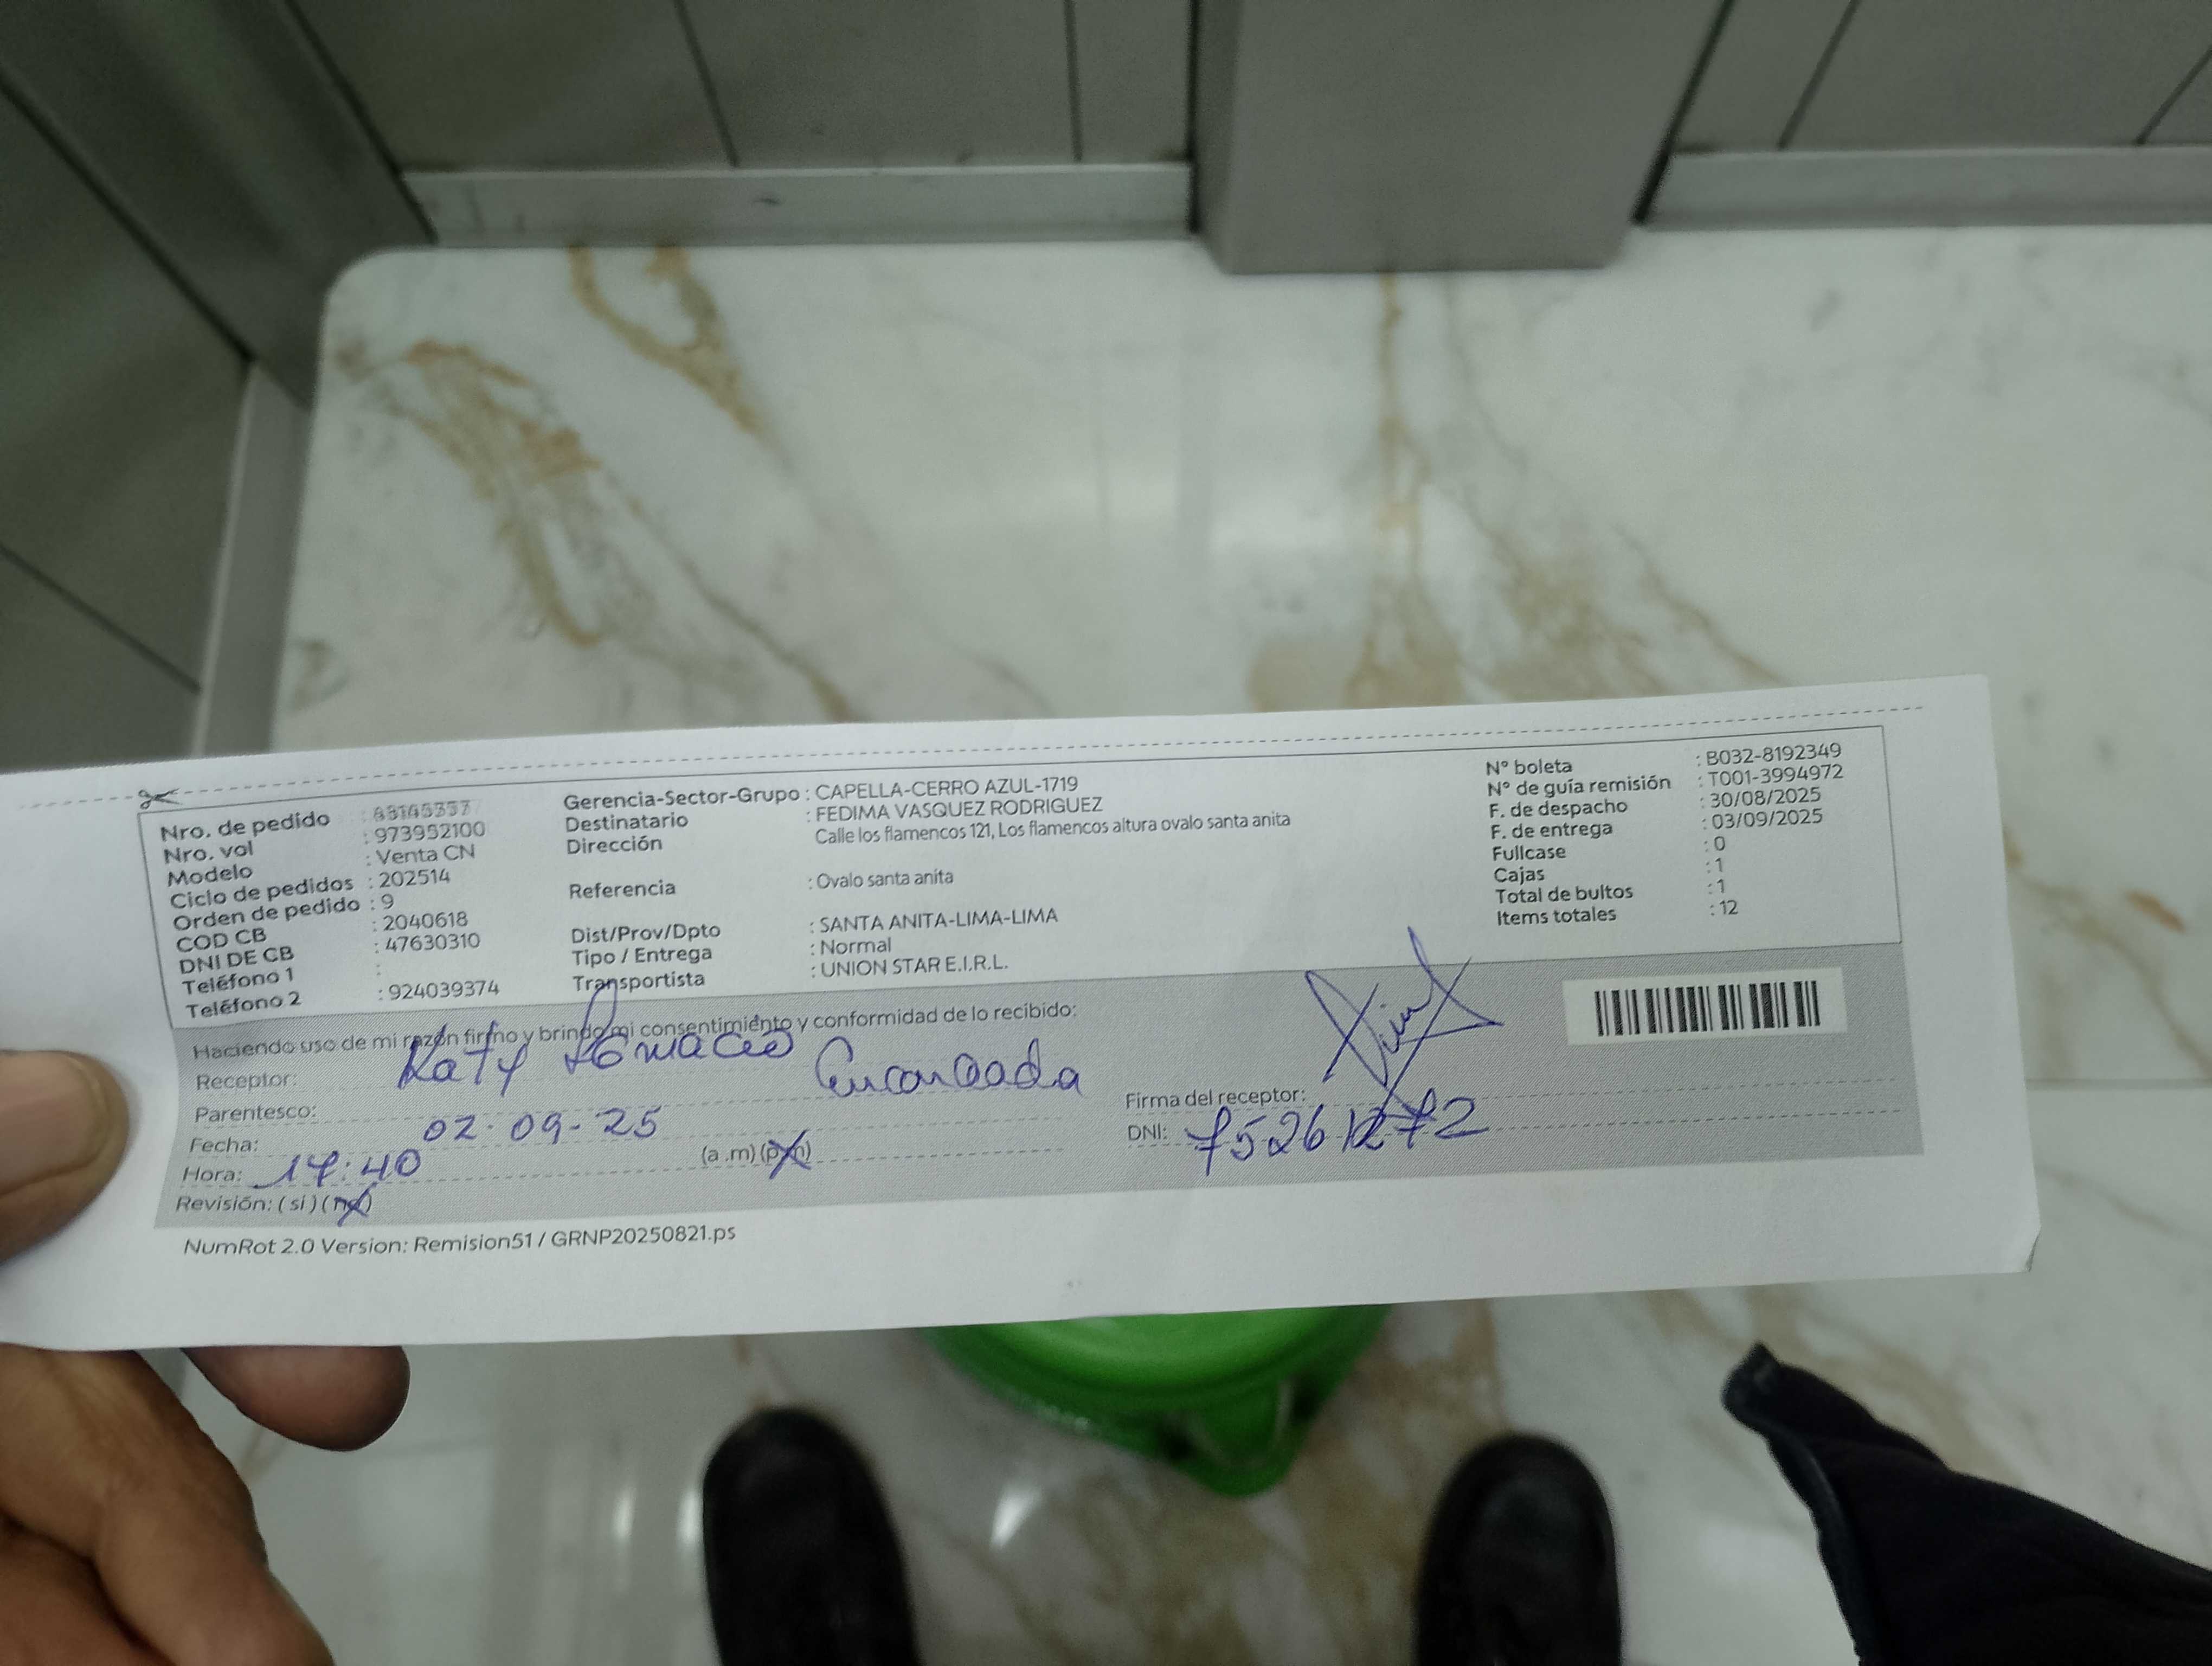 Nro. de pedido
Nro. vol : 973952100
Modelo : Venta CN
Ciclo de pedidos : 202514
Orden de pedido : 9
COD CB : 2040618
DNI DE CB : 47630310
Teléfono 1 :
Teléfono 2 : 924039374
Gerencia-Sector-Grupo : CAPELLA-CERRO AZUL-1719
Destinatario : FEDIMA VASQUEZ RODRIGUEZ
Dirección Calle los flamencos 121, Los flamencos altura ovalo santa anita
Referencia : Ovalo santa anita
Dist/Prov/Dpto : SANTA ANITA-LIMA-LIMA
Tipo / Entrega : Normal
Transportista : UNION STAR E.I.R.L.
N° boleta : B032-8192349
N° de guía remisión : T001-3994972
F. de despacho : 30/08/2025
F. de entrega : 03/09/2025
Fullcase : 0
Cajas : 1
Total de bultos : 1
Items totales : 12
Haciendo uso de mi razón firmo y brindo mi consentimiento y conformidad de lo recibido:
Receptor: Katy
Parentesco: Encargada
Fecha: 02-09-25
Hora: 17:40 (a .m) (p.m)
Revisión: (si) (no)
Firma del receptor:
DNI:
NumRot 2.0 Version: Remision51 / GRNP20250821.ps